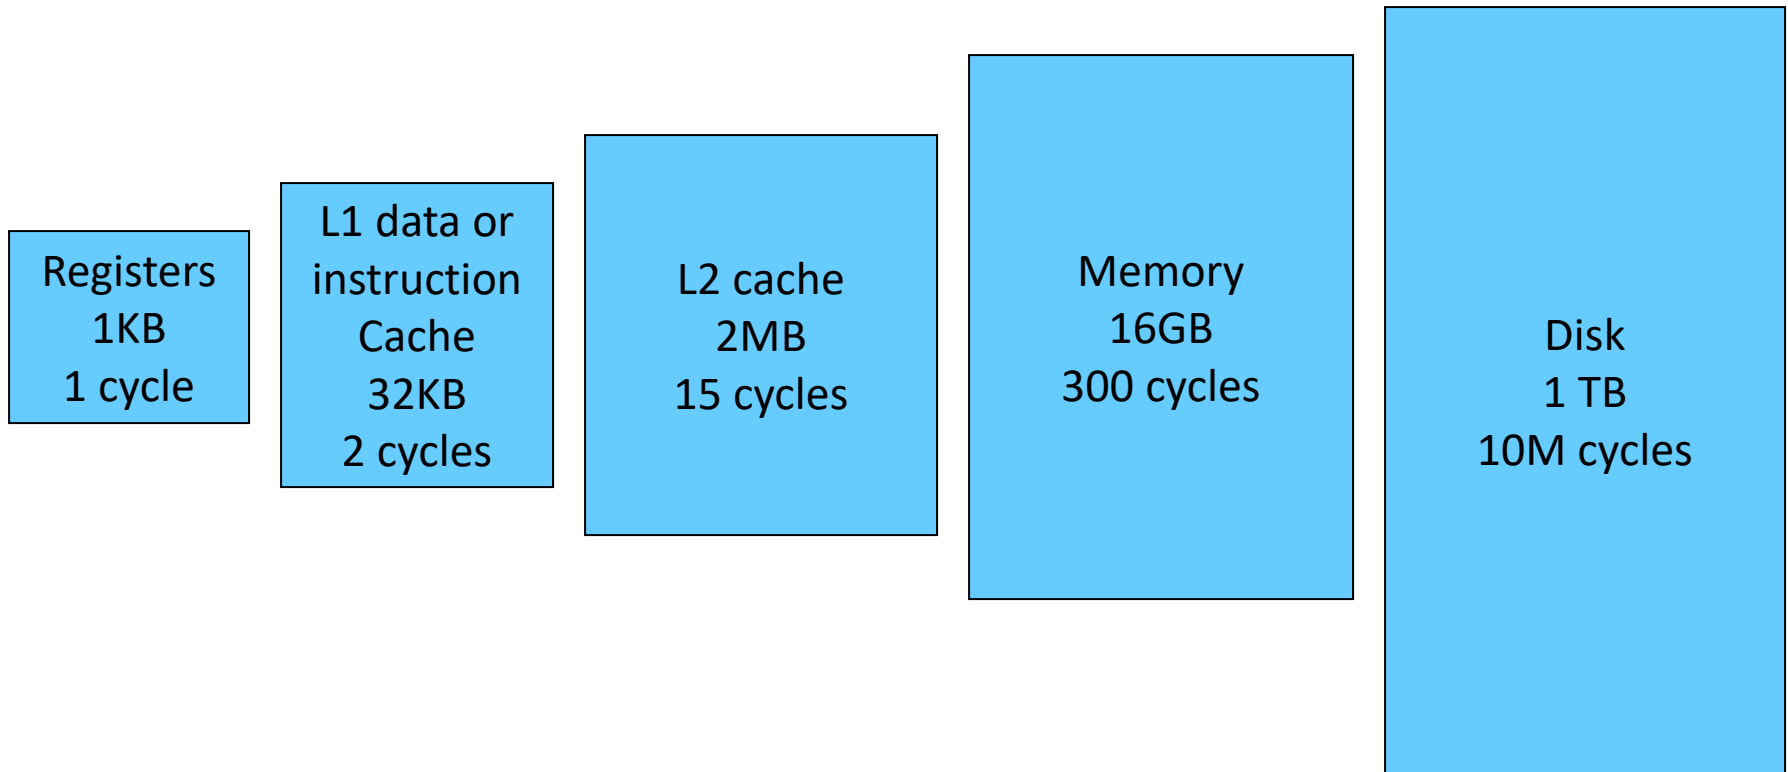 Registers
1KB
1 cycle
L1 data or
instruction
Cache
32KB
2 cycles
L2 cache
2MB
15 cycles
Memory
16GB
300 cycles
Disk
1 TB
10M cycles